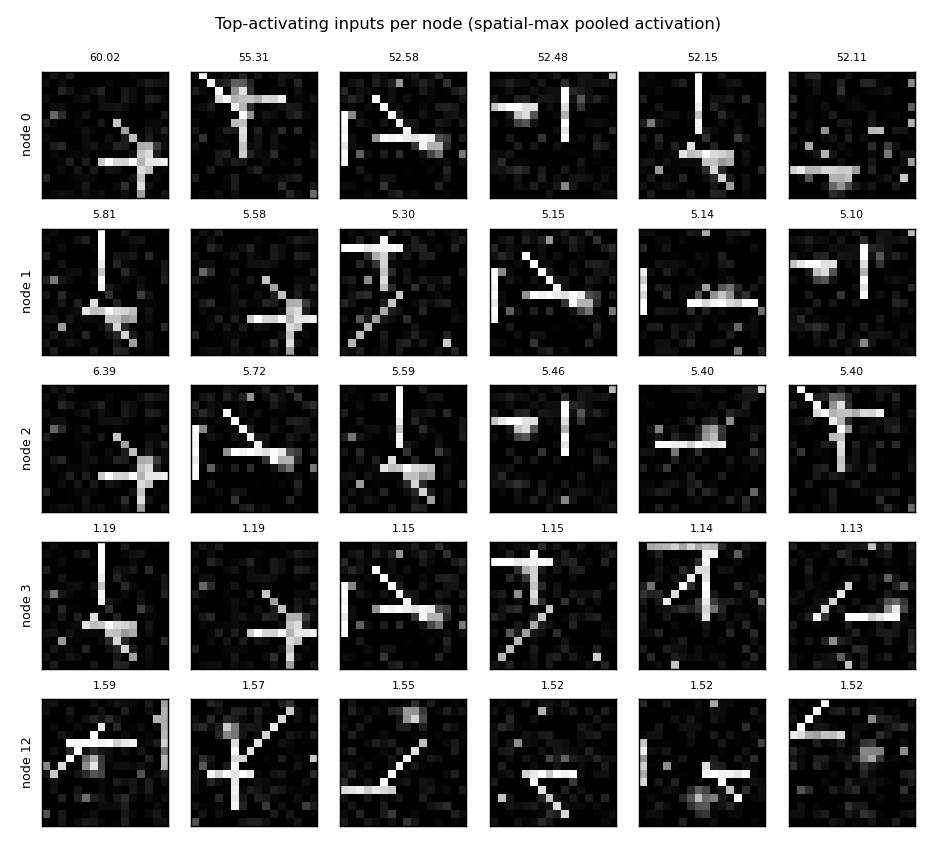 Top-activating inputs per node (spatial-max pooled activation)
60.02 55.31 52.58 52.48 52.15 52.11
node 0
5.81 5.58 5.30 5.15 5.14 5.10
node 1
6.39 5.72 5.59 5.46 5.40 5.40
node 2
1.19 1.19 1.15 1.15 1.14 1.13
node 3
1.59 1.57 1.55 1.52 1.52 1.52
node 12